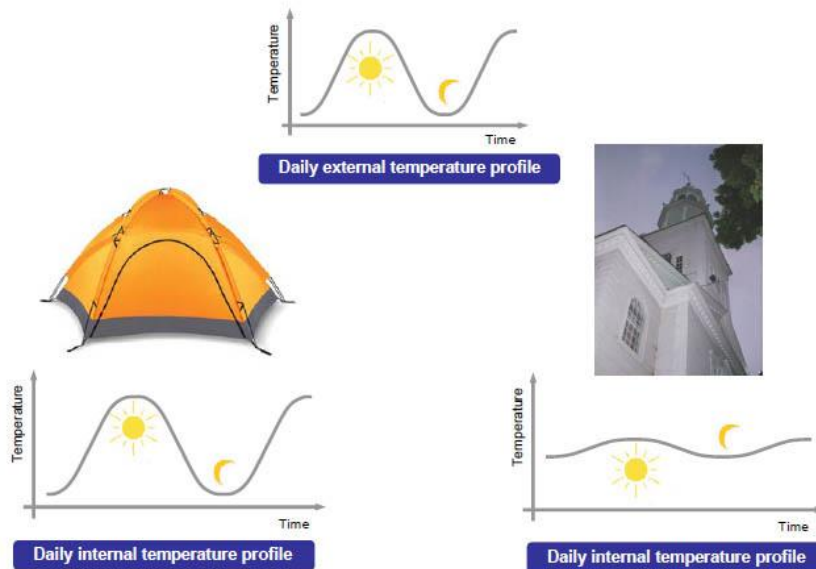 Temperature
Time
Daily external temperature profile
Temperature
Time
Daily internal temperature profile
Temperature
Time
Daily internal temperature profile